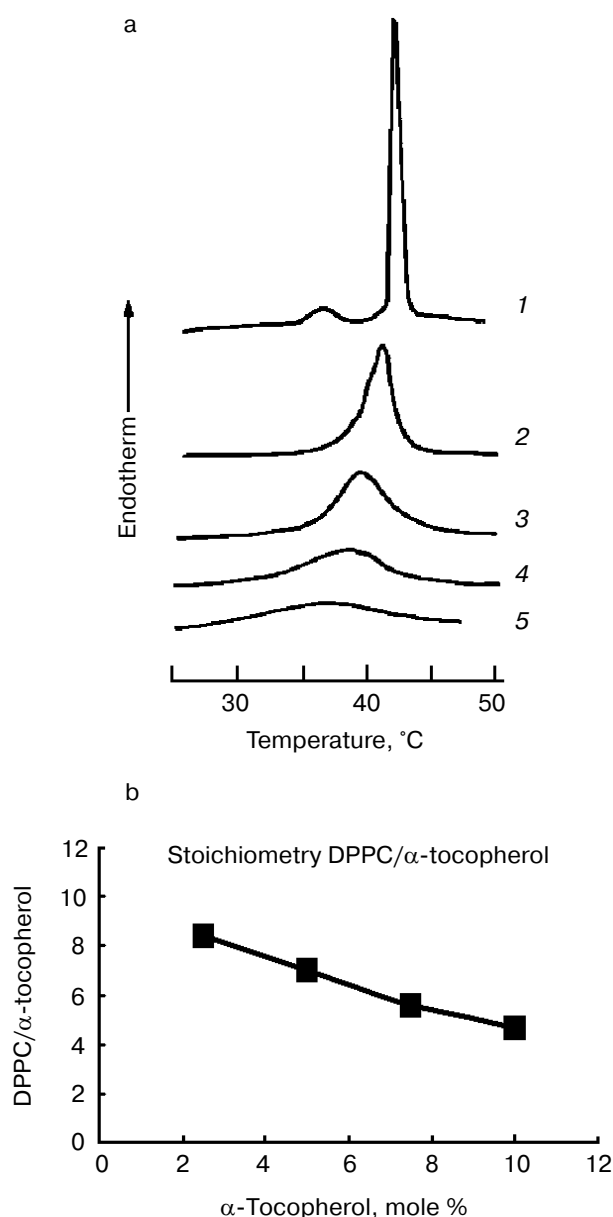 a
1
2
3
4
5
Endotherm
30 40 50
Temperature, °C
b
Stoichiometry DPPC/α-tocopherol
DPPC/α-tocopherol
12
10
8
6
4
2
0
0 2 4 6 8 10 12
α-Tocopherol, mole %